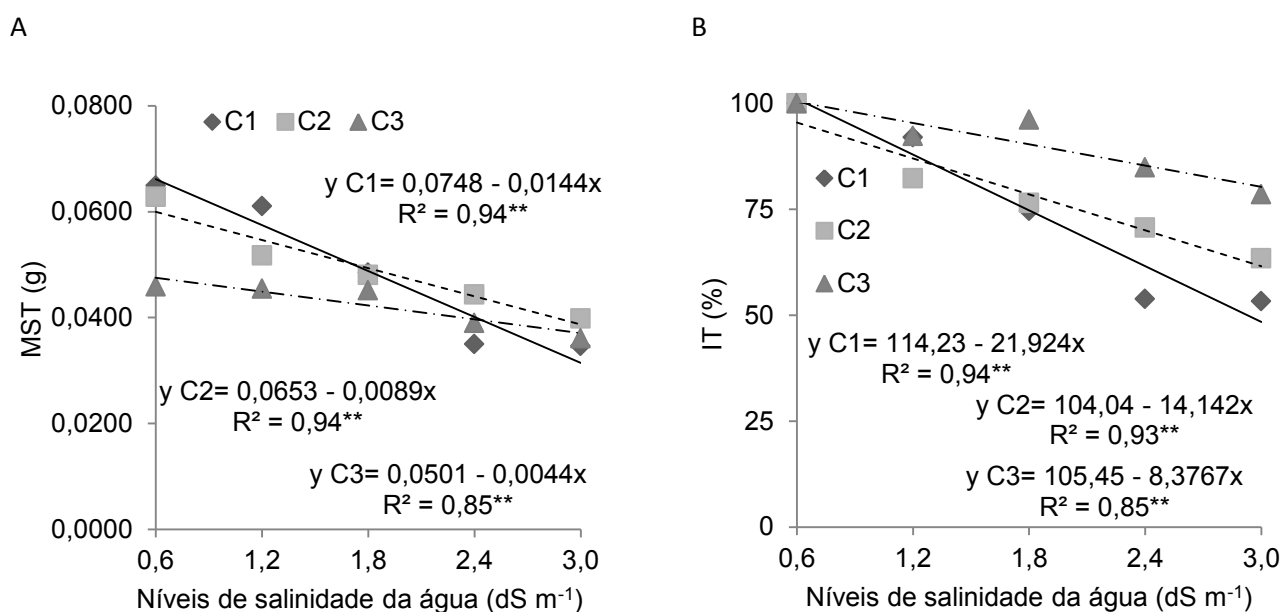 A
MST (g)
0,0800
0,0600
0,0400
0,0200
0,0000
C1 C2 C3
y C1= 0,0748 - 0,0144x
R² = 0,94**
y C2= 0,0653 - 0,0089x
R² = 0,94**
y C3= 0,0501 - 0,0044x
R² = 0,85**
0,6 1,2 1,8 2,4 3,0
Níveis de salinidade da água (dS m⁻¹)
B
IT (%)
100
75
50
25
0
C1
C2
C3
y C1= 114,23 - 21,924x
R² = 0,94**
y C2= 104,04 - 14,142x
R² = 0,93**
y C3= 105,45 - 8,3767x
R² = 0,85**
0,6 1,2 1,8 2,4 3,0
Níveis de salinidade da água (dS m⁻¹)